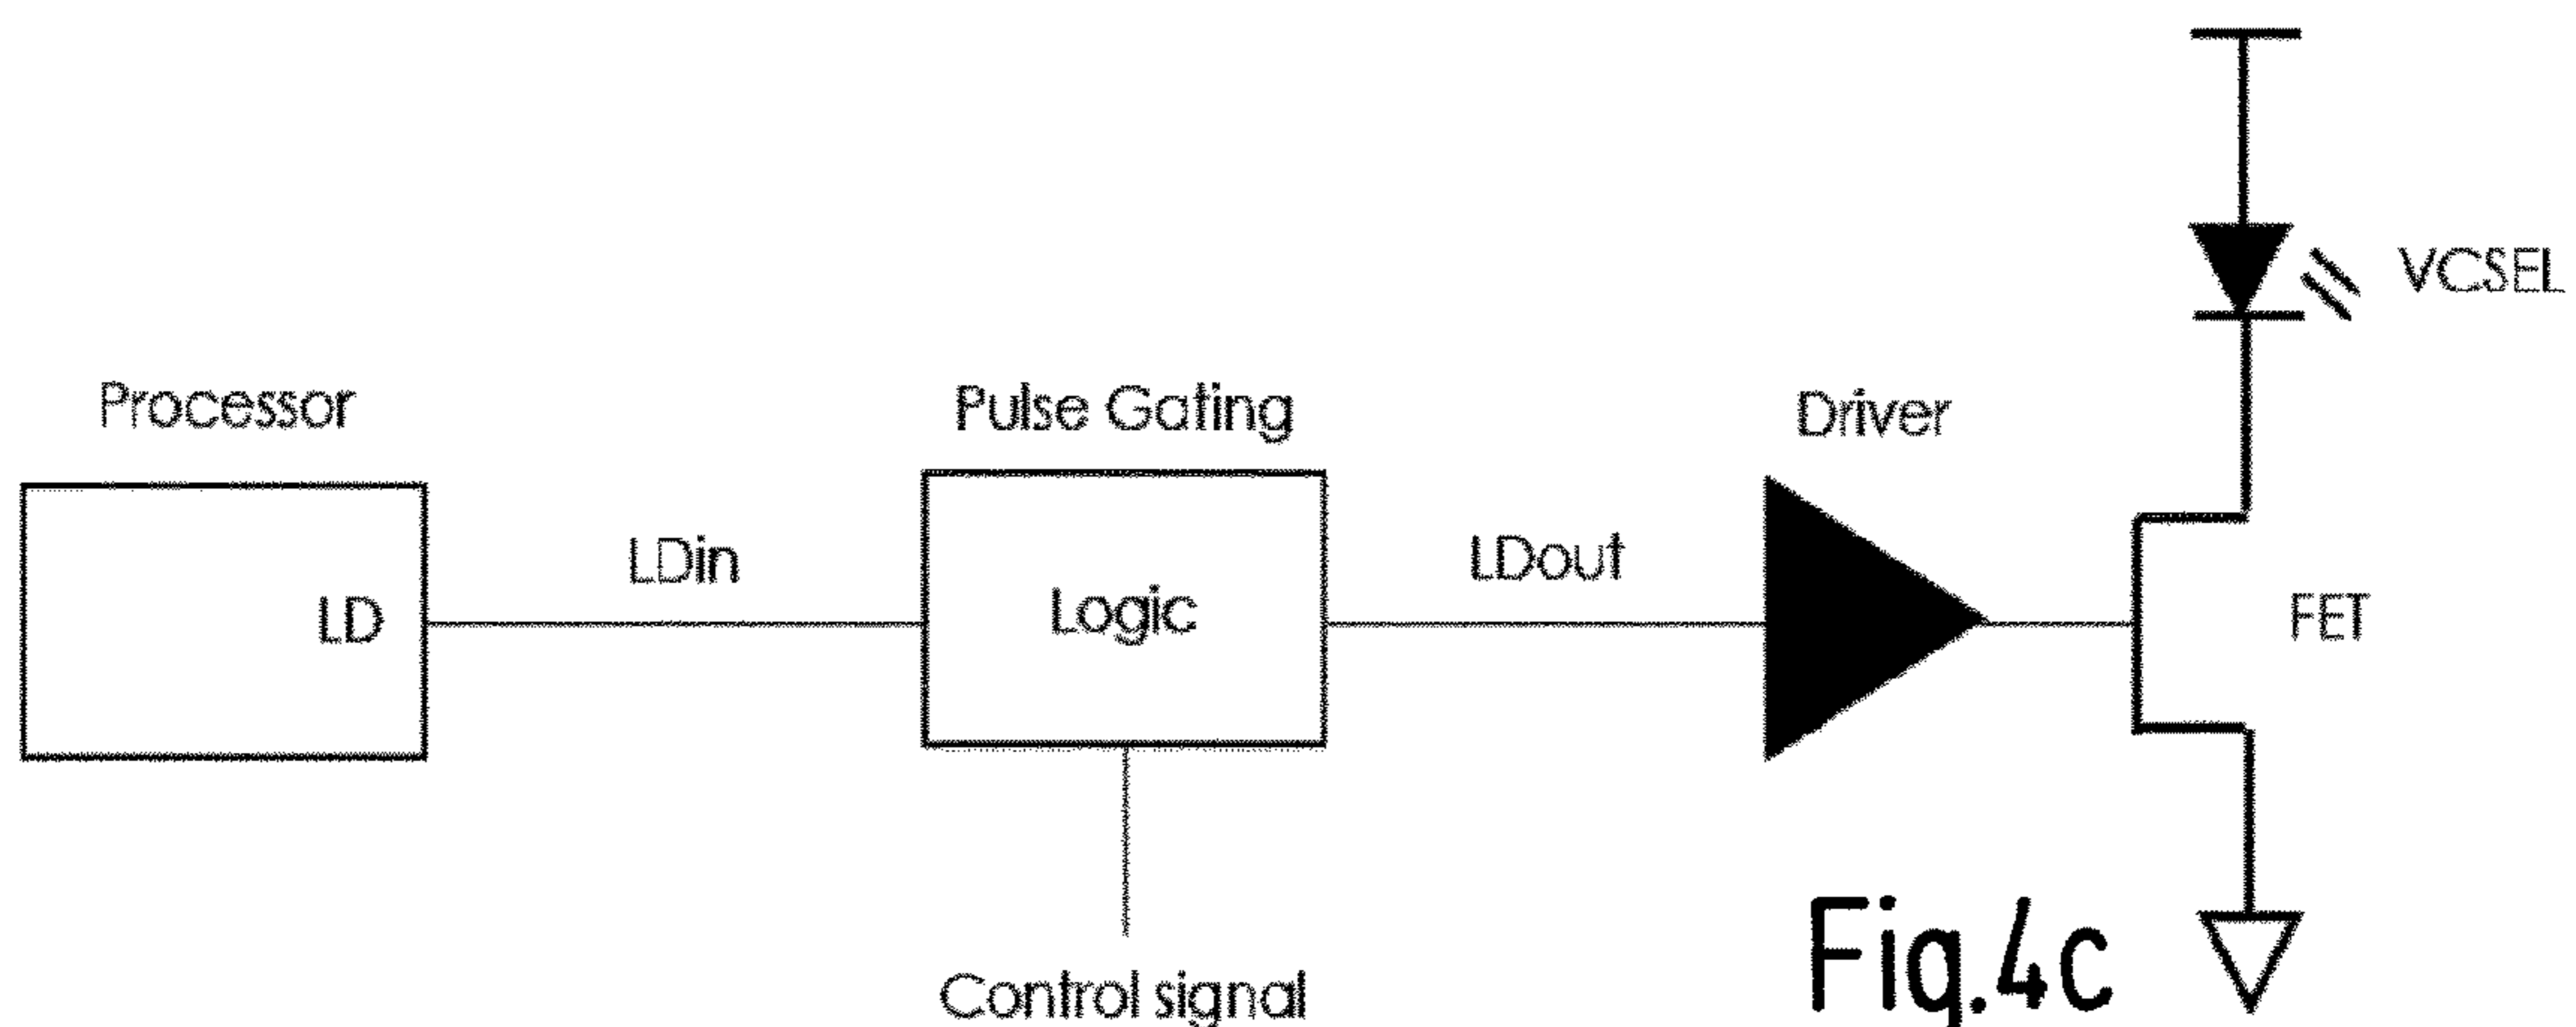 VCSEL
Processor
Pulse Gating
Driver
LDin
LDout
LD
Logic
FET
Control signal
Fig.4c